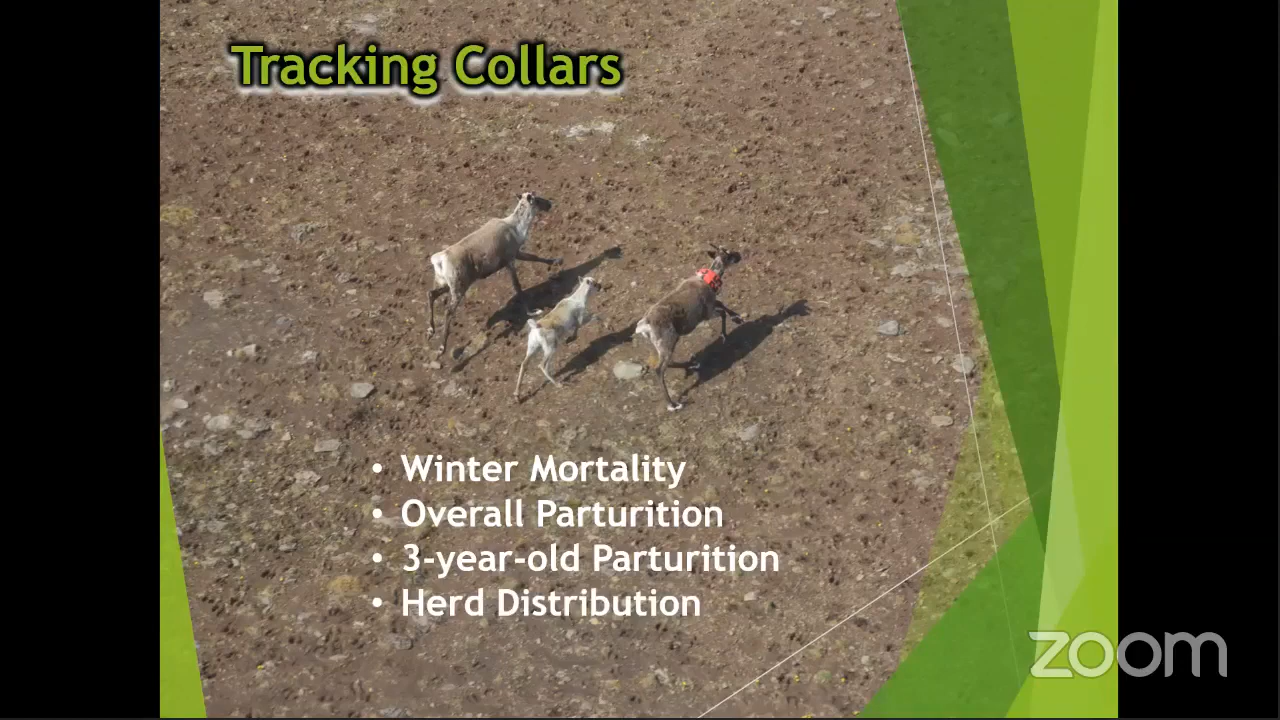 Tracking Collars
• Winter Mortality
• Overall Parturition
• 3-year-old Parturition
• Herd Distribution
zoom